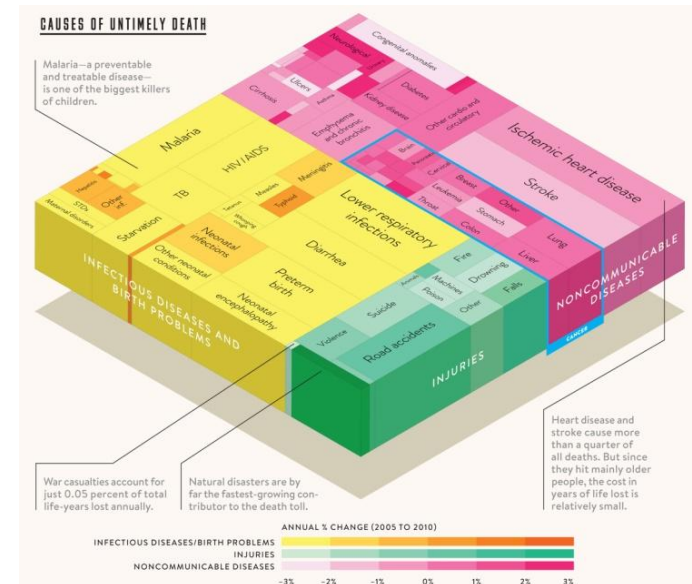 CAUSES OF UNTIMELY DEATH
Malaria—a preventable
and treatable disease—
is one of the biggest killers
of children.
Neurological
Congenital anomalies
Ulcers
Cirrhosis
Asthma
Kidney disease
Diabetes
Emphysema
and chronic
bronchitis
Other cardio and
circulatory
Ischemic heart disease
Stroke
Brain
Cervical
Breast
Other
Lung
Leukemia
Stomach
Throat
Colon
Liver
Malaria
HIV/AIDS
TB
Hepatitis
STDs
Other
inf.
Maternal disorders
Starvation
Measles
Meningitis
Tetanus
Whooping
cough
Typhoid
Lower respiratory
infections
Diarrhea
Neonatal
infections
Other neonatal
conditions
Preterm
birth
Neonatal
encephalopathy
Fire
Drowning
Machines
Poison
Other
Falls
Suicide
Violence
Road accidents
INFECTIOUS DISEASES AND
BIRTH PROBLEMS
INJURIES
NONCOMMUNICABLE
DISEASES
CANCER
War casualties account for
just 0.05 percent of total
life-years lost annually.
Natural disasters are by
far the fastest-growing con-
tributor to the death toll.
Heart disease and
stroke cause more
than a quarter of
all deaths. But since
they hit mainly older
people, the cost in
years of life lost is
relatively small.
ANNUAL % CHANGE (2005 TO 2010)
INFECTIOUS DISEASES/BIRTH PROBLEMS
INJURIES
NONCOMMUNICABLE DISEASES
-3% -2% -1% 0% 1% 2% 3%